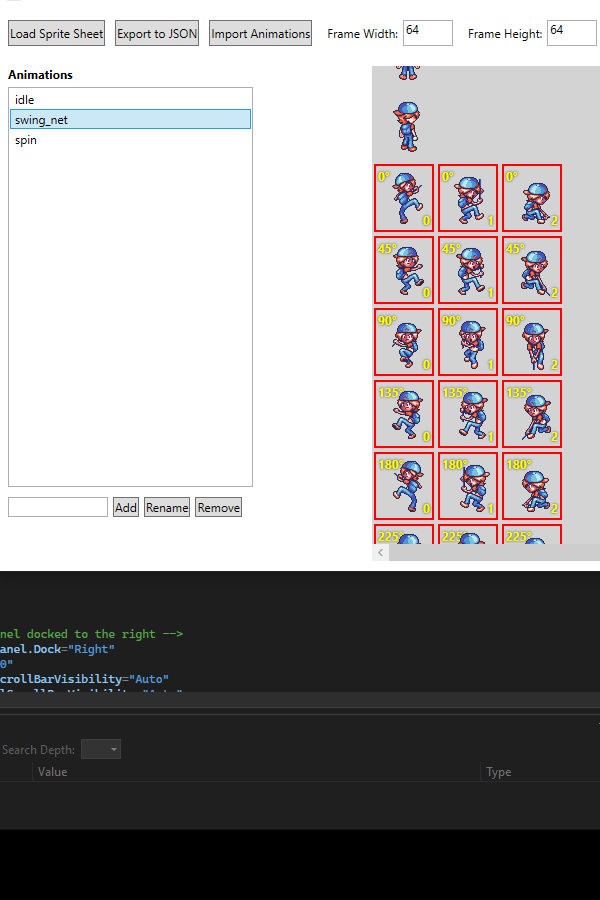 Load Sprite Sheet Export to JSON Import Animations Frame Width: 64 Frame Height: 64
Animations
idle
swing_net
spin
0° 0 0° 1 0° 2
45° 0 45° 1 45° 2
90° 0 90° 1 90° 2
135° 0 135° 1 135° 2
180° 0 180° 1 180° 2
225° 225° 225°
Add Rename Remove
nel docked to the right -->
anel.Dock="Right"
0"
crollBarVisibility="Auto"
Search Depth:
Value Type